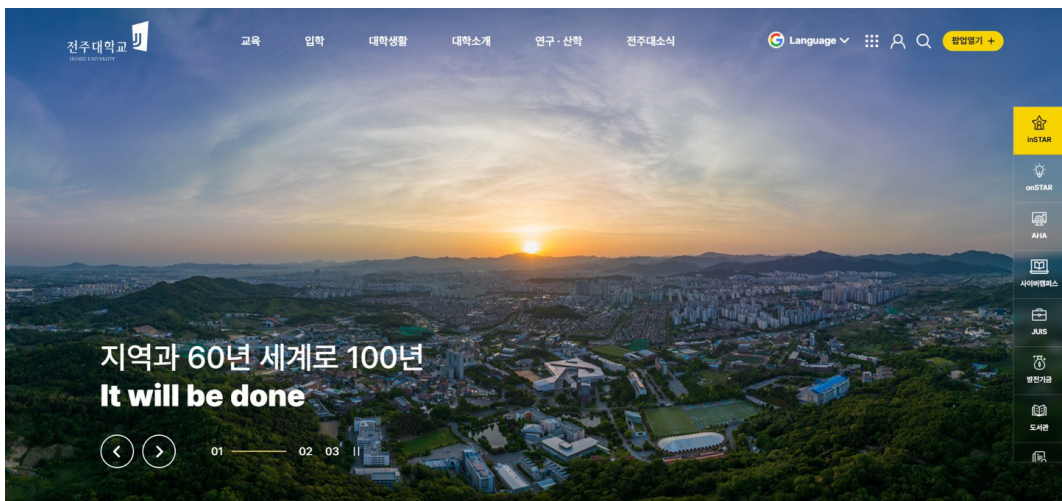 전주대학교
JEONJU UNIVERSITY
교육 입학 대학생활 대학소개 연구 · 산학 전주대소식
Language
팝업열기 +
inSTAR
onSTAR
AHA
사이버캠퍼스
JUIS
발전기금
도서관
지역과 60년 세계로 100년
It will be done
01 02 03